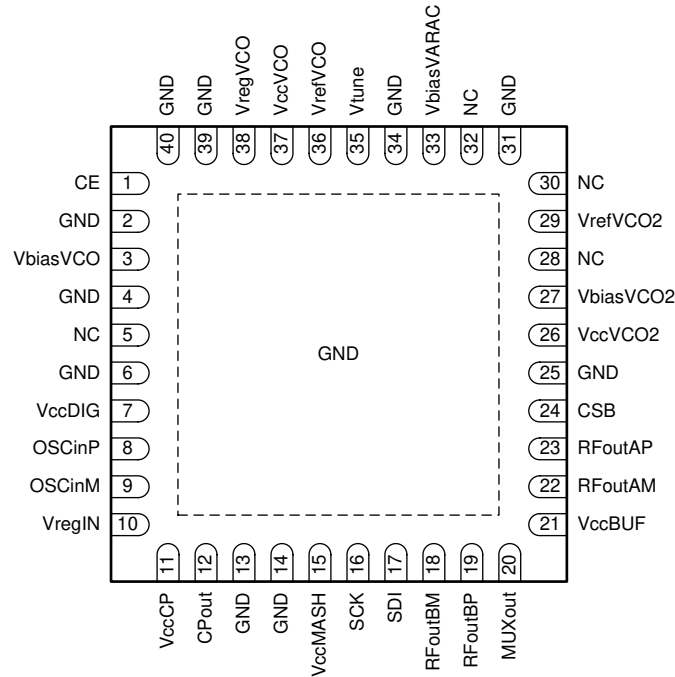 GND
GND
VregVCO
VccVCO
VrefVCO
Vtune
GND
VbiasVARAC
NC
GND
40
39
38
37
36
35
34
33
32
31
CE 1
GND 2
VbiasVCO 3
GND 4
NC 5
GND 6
VccDIG 7
OSCinP 8
OSCinM 9
VregIN 10
GND
30 NC
29 VrefVCO2
28 NC
27 VbiasVCO2
26 VccVCO2
25 GND
24 CSB
23 RFoutAP
22 RFoutAM
21 VccBUF
11
12
13
14
15
16
17
18
19
20
VccCP
CPout
GND
GND
VccMASH
SCK
SDI
RFoutBM
RFoutBP
MUXout